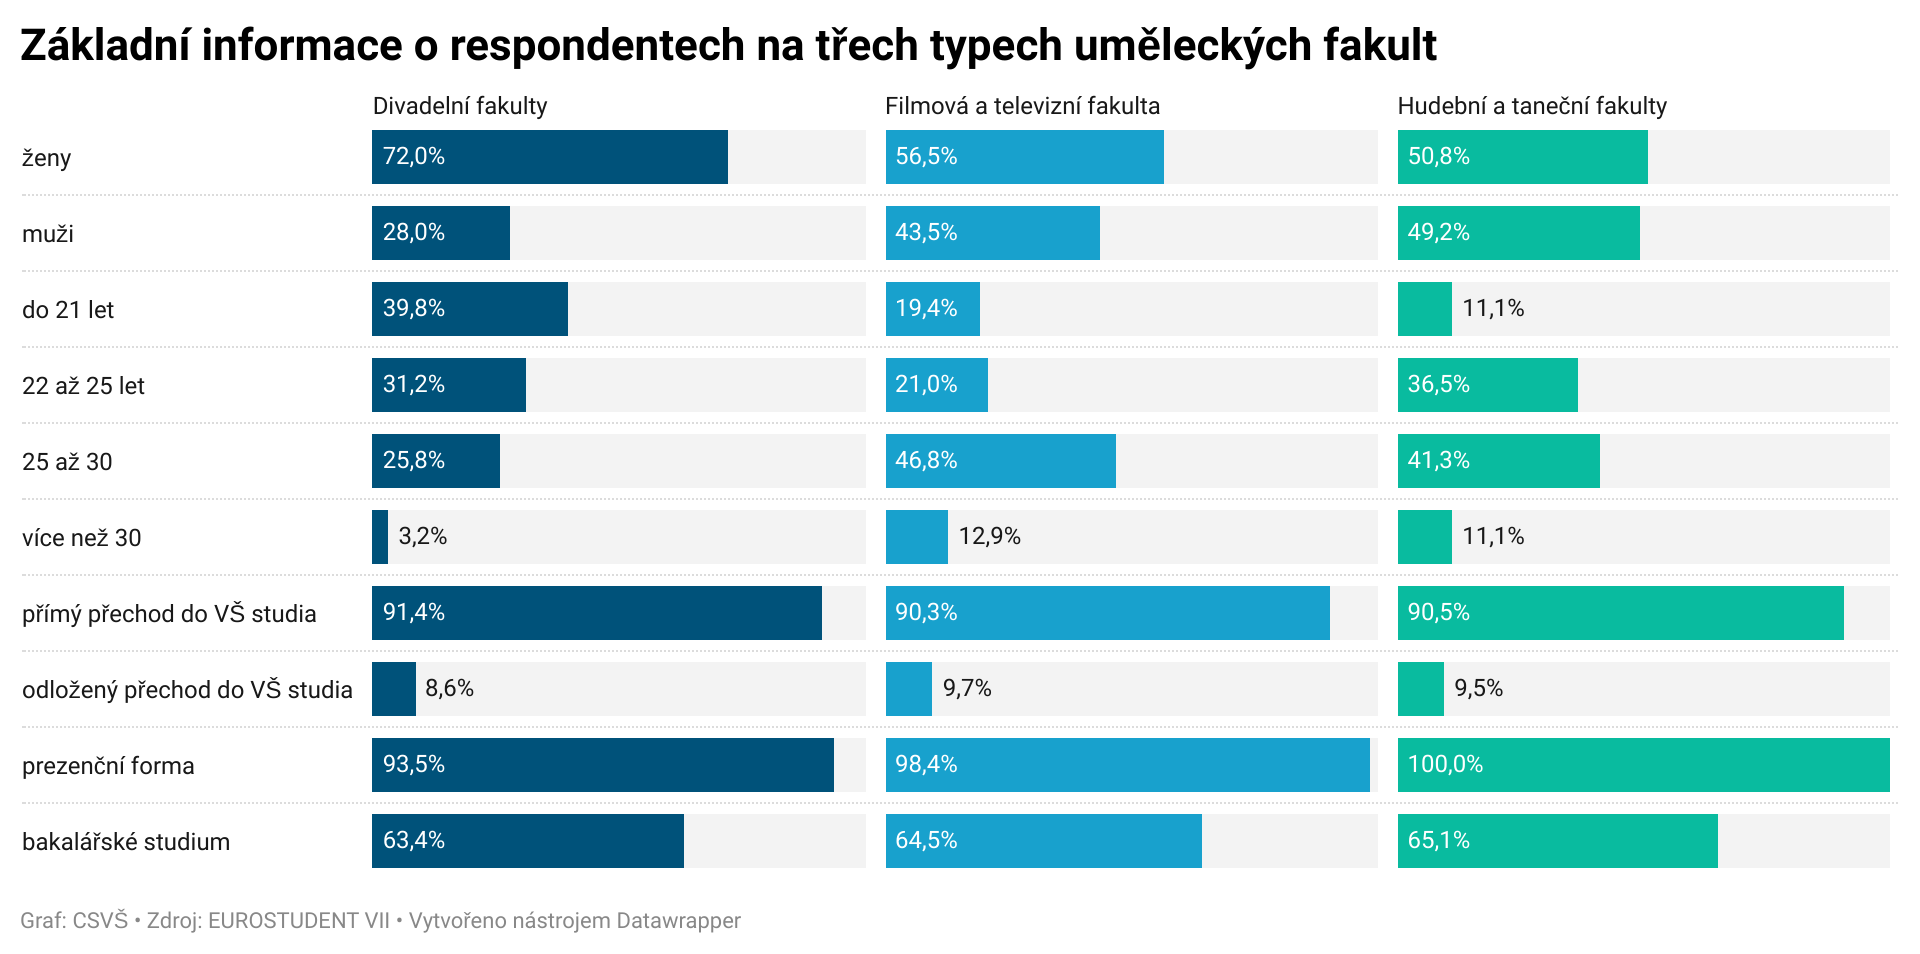 Základní informace o respondentech na třech typech uměleckých fakult
Divadelní fakulty Filmová a televizní fakulta Hudební a taneční fakulty
ženy 72,0% 56,5% 50,8%
muži 28,0% 43,5% 49,2%
do 21 let 39,8% 19,4% 11,1%
22 až 25 let 31,2% 21,0% 36,5%
25 až 30 25,8% 46,8% 41,3%
více než 30 3,2% 12,9% 11,1%
přímý přechod do VŠ studia 91,4% 90,3% 90,5%
odložený přechod do VŠ studia 8,6% 9,7% 9,5%
prezenční forma 93,5% 98,4% 100,0%
bakalářské studium 63,4% 64,5% 65,1%
Graf: CSVŠ • Zdroj: EUROSTUDENT VII • Vytvořeno nástrojem Datawrapper